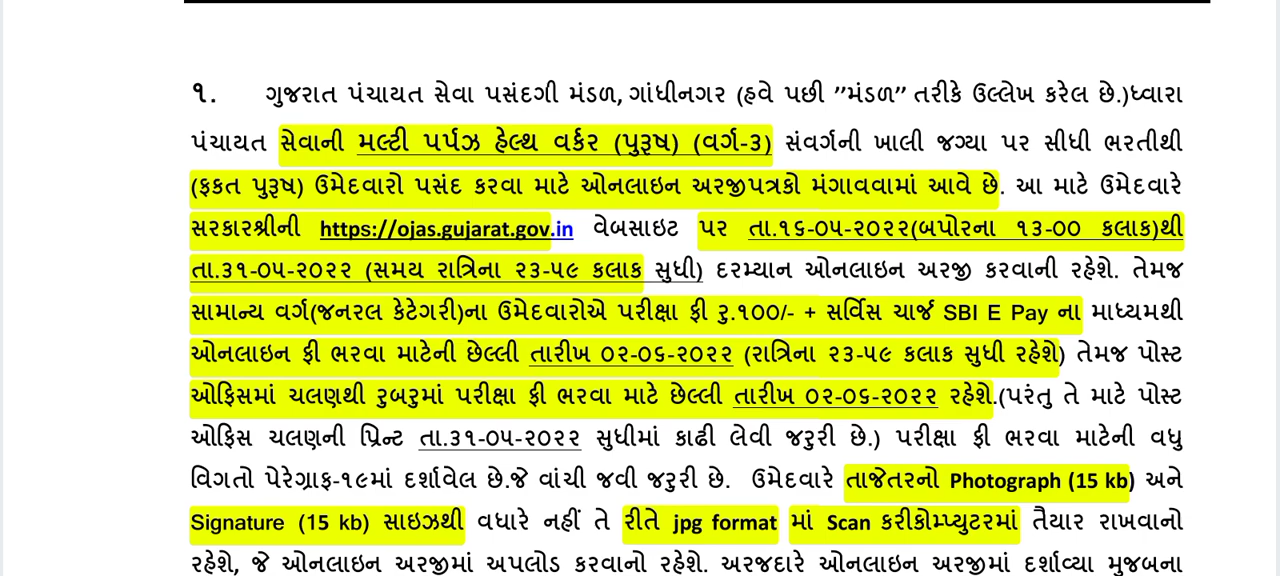 ૧. ગુજરાત પંચાયત સેવા પસંદગી મંડળ, ગાંધીનગર (હવે પછી ”મંડળ” તરીકે ઉલ્લેખ કરેલ છે.)ધ્વારા
પંચાયત સેવાની મલ્ટી પર્પઝ હેલ્થ વર્કર (પુરૂષ) (વર્ગ-૩) સંવર્ગની ખાલી જગ્યા પર સીધી ભરતીથી
(ફકત પુરૂષ) ઉમેદવારો પસંદ કરવા માટે ઓનલાઇન અરજીપત્રકો મંગાવવામાં આવે છે. આ માટે ઉમેદવારે
સરકારશ્રીની https://ojas.gujarat.gov.in વેબસાઇટ પર તા.૧૬-૦૫-૨૦૨૨(બપોરના ૧૩-૦૦ કલાક)થી
તા.૩૧-૦૫-૨૦૨૨ (સમય રાત્રિના ૨૩-૫૯ કલાક સુધી) દરમ્યાન ઓનલાઇન અરજી કરવાની રહેશે. તેમજ
સામાન્ય વર્ગ(જનરલ કેટેગરી)ના ઉમેદવારોએ પરીક્ષા ફી રુ.૧૦૦/- + સર્વિસ ચાર્જ SBI E Pay ના માધ્યમથી
ઓનલાઇન ફી ભરવા માટેની છેલ્લી તારીખ ૦૨-૦૬-૨૦૨૨ (રાત્રિના ૨૩-૫૯ કલાક સુધી રહેશે) તેમજ પોસ્ટ
ઓફિસમાં ચલણથી રુબરુમાં પરીક્ષા ફી ભરવા માટે છેલ્લી તારીખ ૦૨-૦૬-૨૦૨૨ રહેશે.(પરંતુ તે માટે પોસ્ટ
ઓફિસ ચલણની પ્રિન્ટ તા.૩૧-૦૫-૨૦૨૨ સુધીમાં કાઢી લેવી જરુરી છે.) પરીક્ષા ફી ભરવા માટેની વધુ
વિગતો પેરેગ્રાફ-૧૯માં દર્શાવેલ છે.જે વાંચી જવી જરુરી છે. ઉમેદવારે તાજેતરનો Photograph (15 kb) અને
Signature (15 kb) સાઇઝથી વધારે નહીં તે રીતે jpg format માં Scan કરીકોમ્પ્યુટરમાં તૈયાર રાખવાનો
રહેશે, જે ઓનલાઇન અરજીમાં અપલોડ કરવાનો રહેશે. અરજદારે ઓનલાઇન અરજીમાં દર્શાવ્યા મુજબના